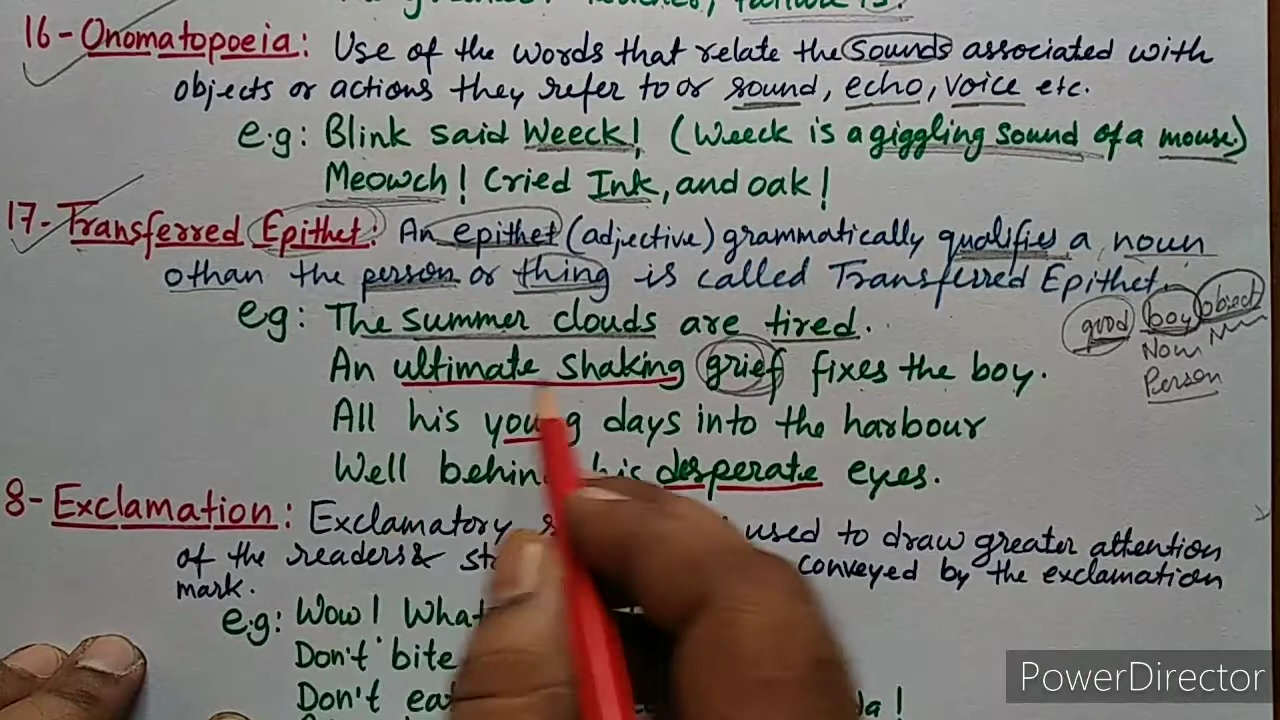 16- Onomatopoeia: Use of the words that relate the sounds associated with
objects or actions they refer to or sound, echo, voice etc.
e.g: Blink said Weeck! (Weeck is a giggling sound of a mouse)
Meowch! Cried Ink, and oak!
17- Transferred Epithet: An epithet (adjective) grammatically qualifies a noun
othan the person or thing is called Transferred Epithet.
good boy object
Noun
Person
e.g: The summer clouds are tired.
An ultimate shaking grief fixes the boy.
All his young days into the harbour
Well his desperate eyes.
8- Exclamation: Exclamatory used to draw greater attention
of the readers & conveyed by the exclamation
mark.
e.g: Wow! What
Don't bite
Don't eat
PowerDirector